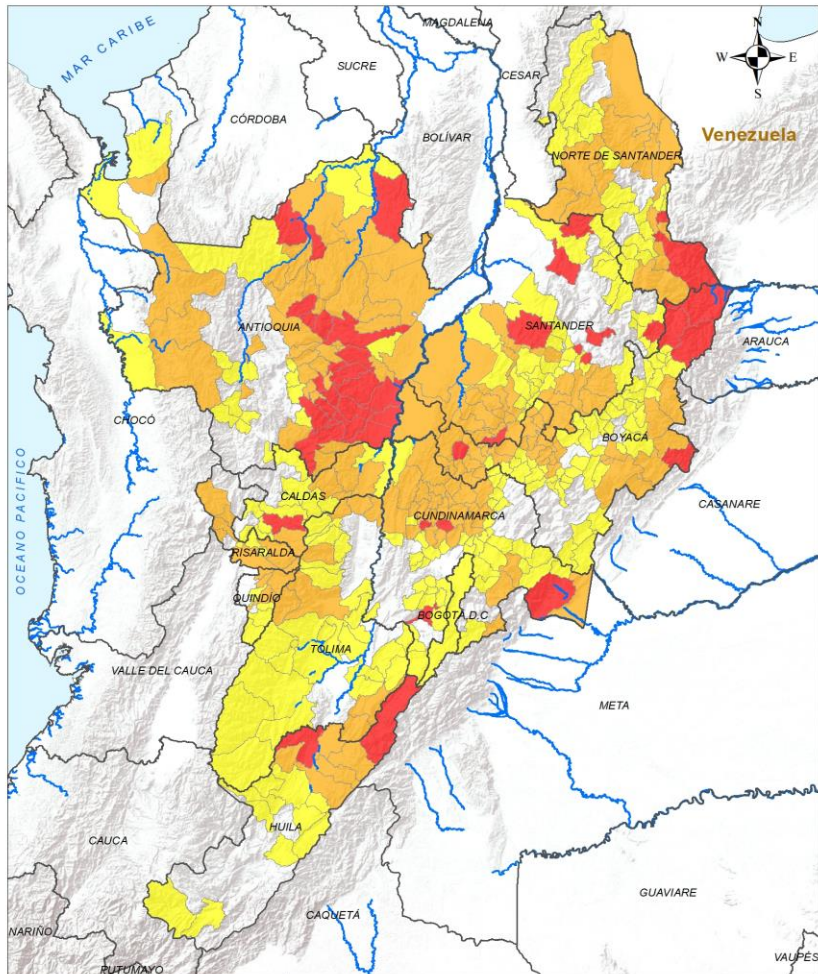 MAGDALENA
MAR CARIBE
N
W
E
S
SUCRE
CESAR
CÓRDOBA
BOLÍVAR
Venezuela
NORTE DE SANTANDER
ANTIOQUIA
SANTANDER
ARAUCA
CHOCÓ
BOYACA
OCEANO PACIFICO
CALDAS
CASANARE
CUNDINAMARCA
RISARALDA
QUINDÍO
BOGOTÁ D.C
TOLIMA
VALLE DEL CAUCA
META
HUILA
CAUCA
GUAVIARE
CAQUETÁ
NARIÑO
PUTUMAYO
VAUPÉS